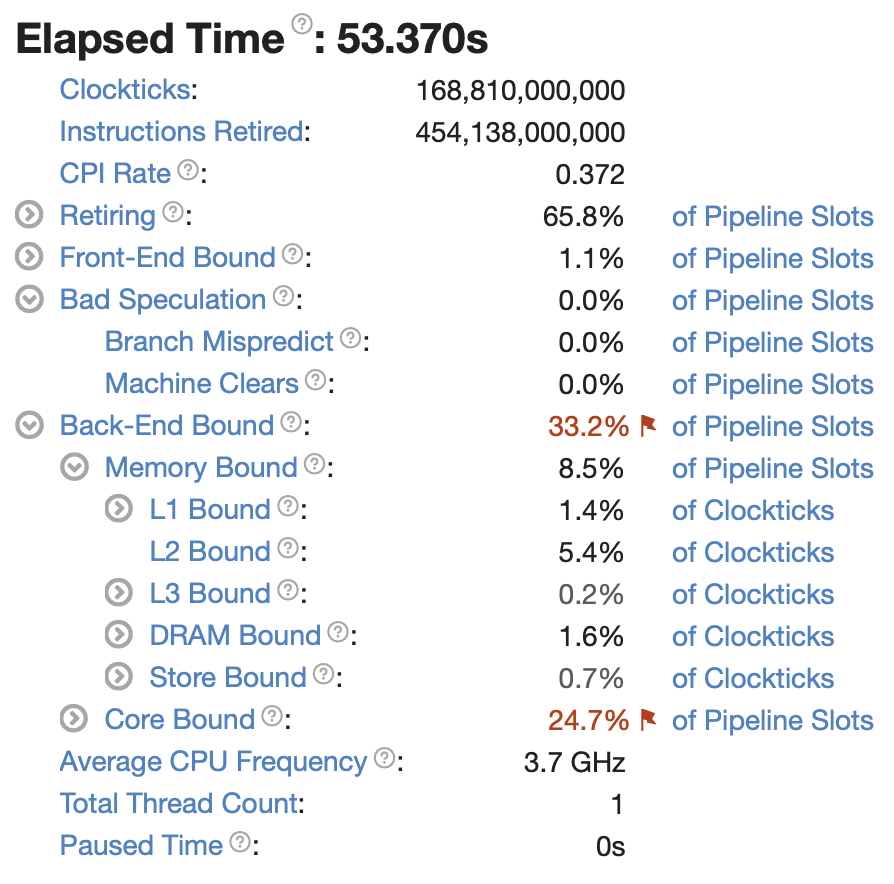 Elapsed Time ?: 53.370s
Clockticks: 168,810,000,000
Instructions Retired: 454,138,000,000
CPI Rate ?: 0.372
Retiring ?: 65.8% of Pipeline Slots
Front-End Bound ?: 1.1% of Pipeline Slots
Bad Speculation ?: 0.0% of Pipeline Slots
Branch Mispredict ?: 0.0% of Pipeline Slots
Machine Clears ?: 0.0% of Pipeline Slots
Back-End Bound ?: 33.2% of Pipeline Slots
Memory Bound ?: 8.5% of Pipeline Slots
L1 Bound ?: 1.4% of Clockticks
L2 Bound ?: 5.4% of Clockticks
L3 Bound ?: 0.2% of Clockticks
DRAM Bound ?: 1.6% of Clockticks
Store Bound ?: 0.7% of Clockticks
Core Bound ?: 24.7% of Pipeline Slots
Average CPU Frequency ?: 3.7 GHz
Total Thread Count: 1
Paused Time ?: 0s